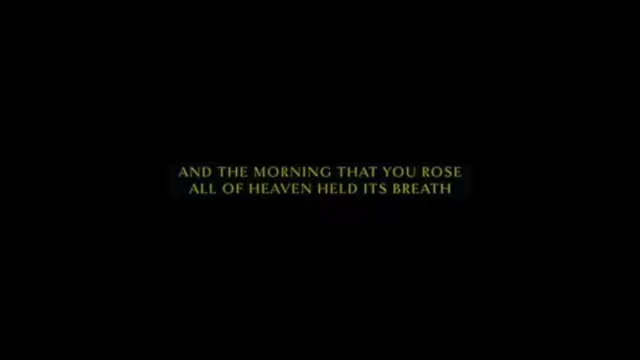 AND THE MORNING THAT YOU ROSE
ALL OF HEAVEN HELD ITS BREATH